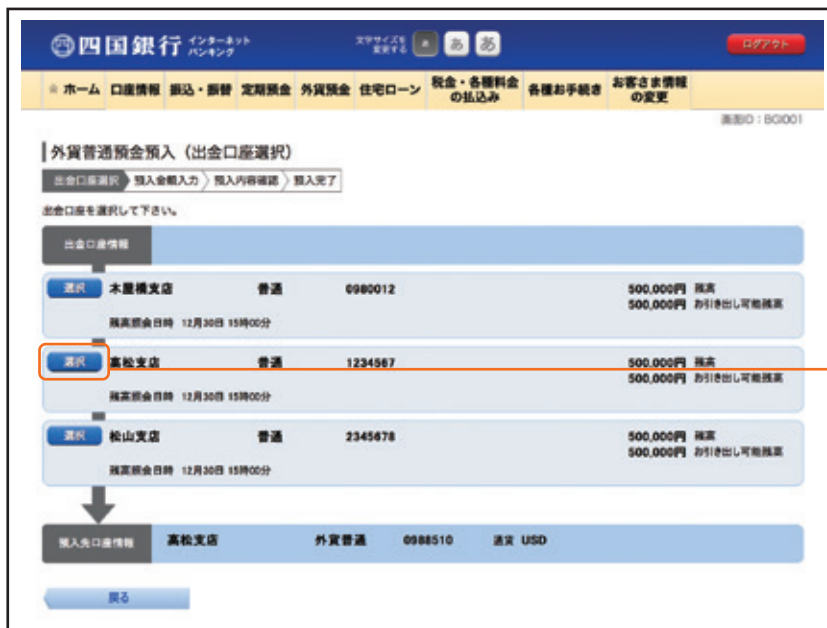 四国銀行 インターネットバンキング
文字サイズを変更する あ あ あ
ログアウト
ホーム 口座情報 振込・振替 定期預金 外貨預金 住宅ローン 税金・各種料金の払込み 各種お手続き お客さま情報の変更
画面ID：BGI001
外貨普通預金預入（出金口座選択）
出金口座選択 預入金額入力 預入内容確認 預入完了
出金口座を選択して下さい。
出金口座情報
選択 木屋橋支店 普通 0980012 500,000円 残高
500,000円 お引き出し可能残高
残高照会日時 12月30日 15時00分
選択 高松支店 普通 1234567 500,000円 残高
500,000円 お引き出し可能残高
残高照会日時 12月30日 15時00分
選択 松山支店 普通 2345678 500,000円 残高
500,000円 お引き出し可能残高
残高照会日時 12月30日 15時00分
預入先口座情報 高松支店 外貨普通 0988510 通貨 USD
戻る